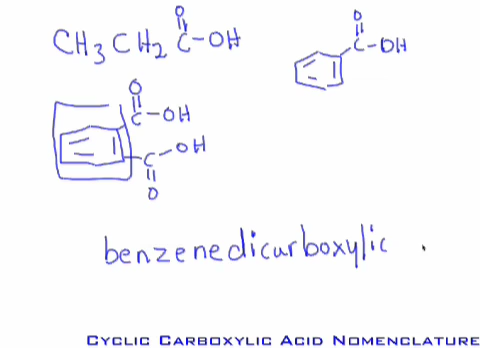 CH3CH2C-OH
O
C-OH
O
C-OH
O
C-OH
O
benzenedicarboxylic
CYCLIC CARBOXYLIC ACID NOMENCLATURE